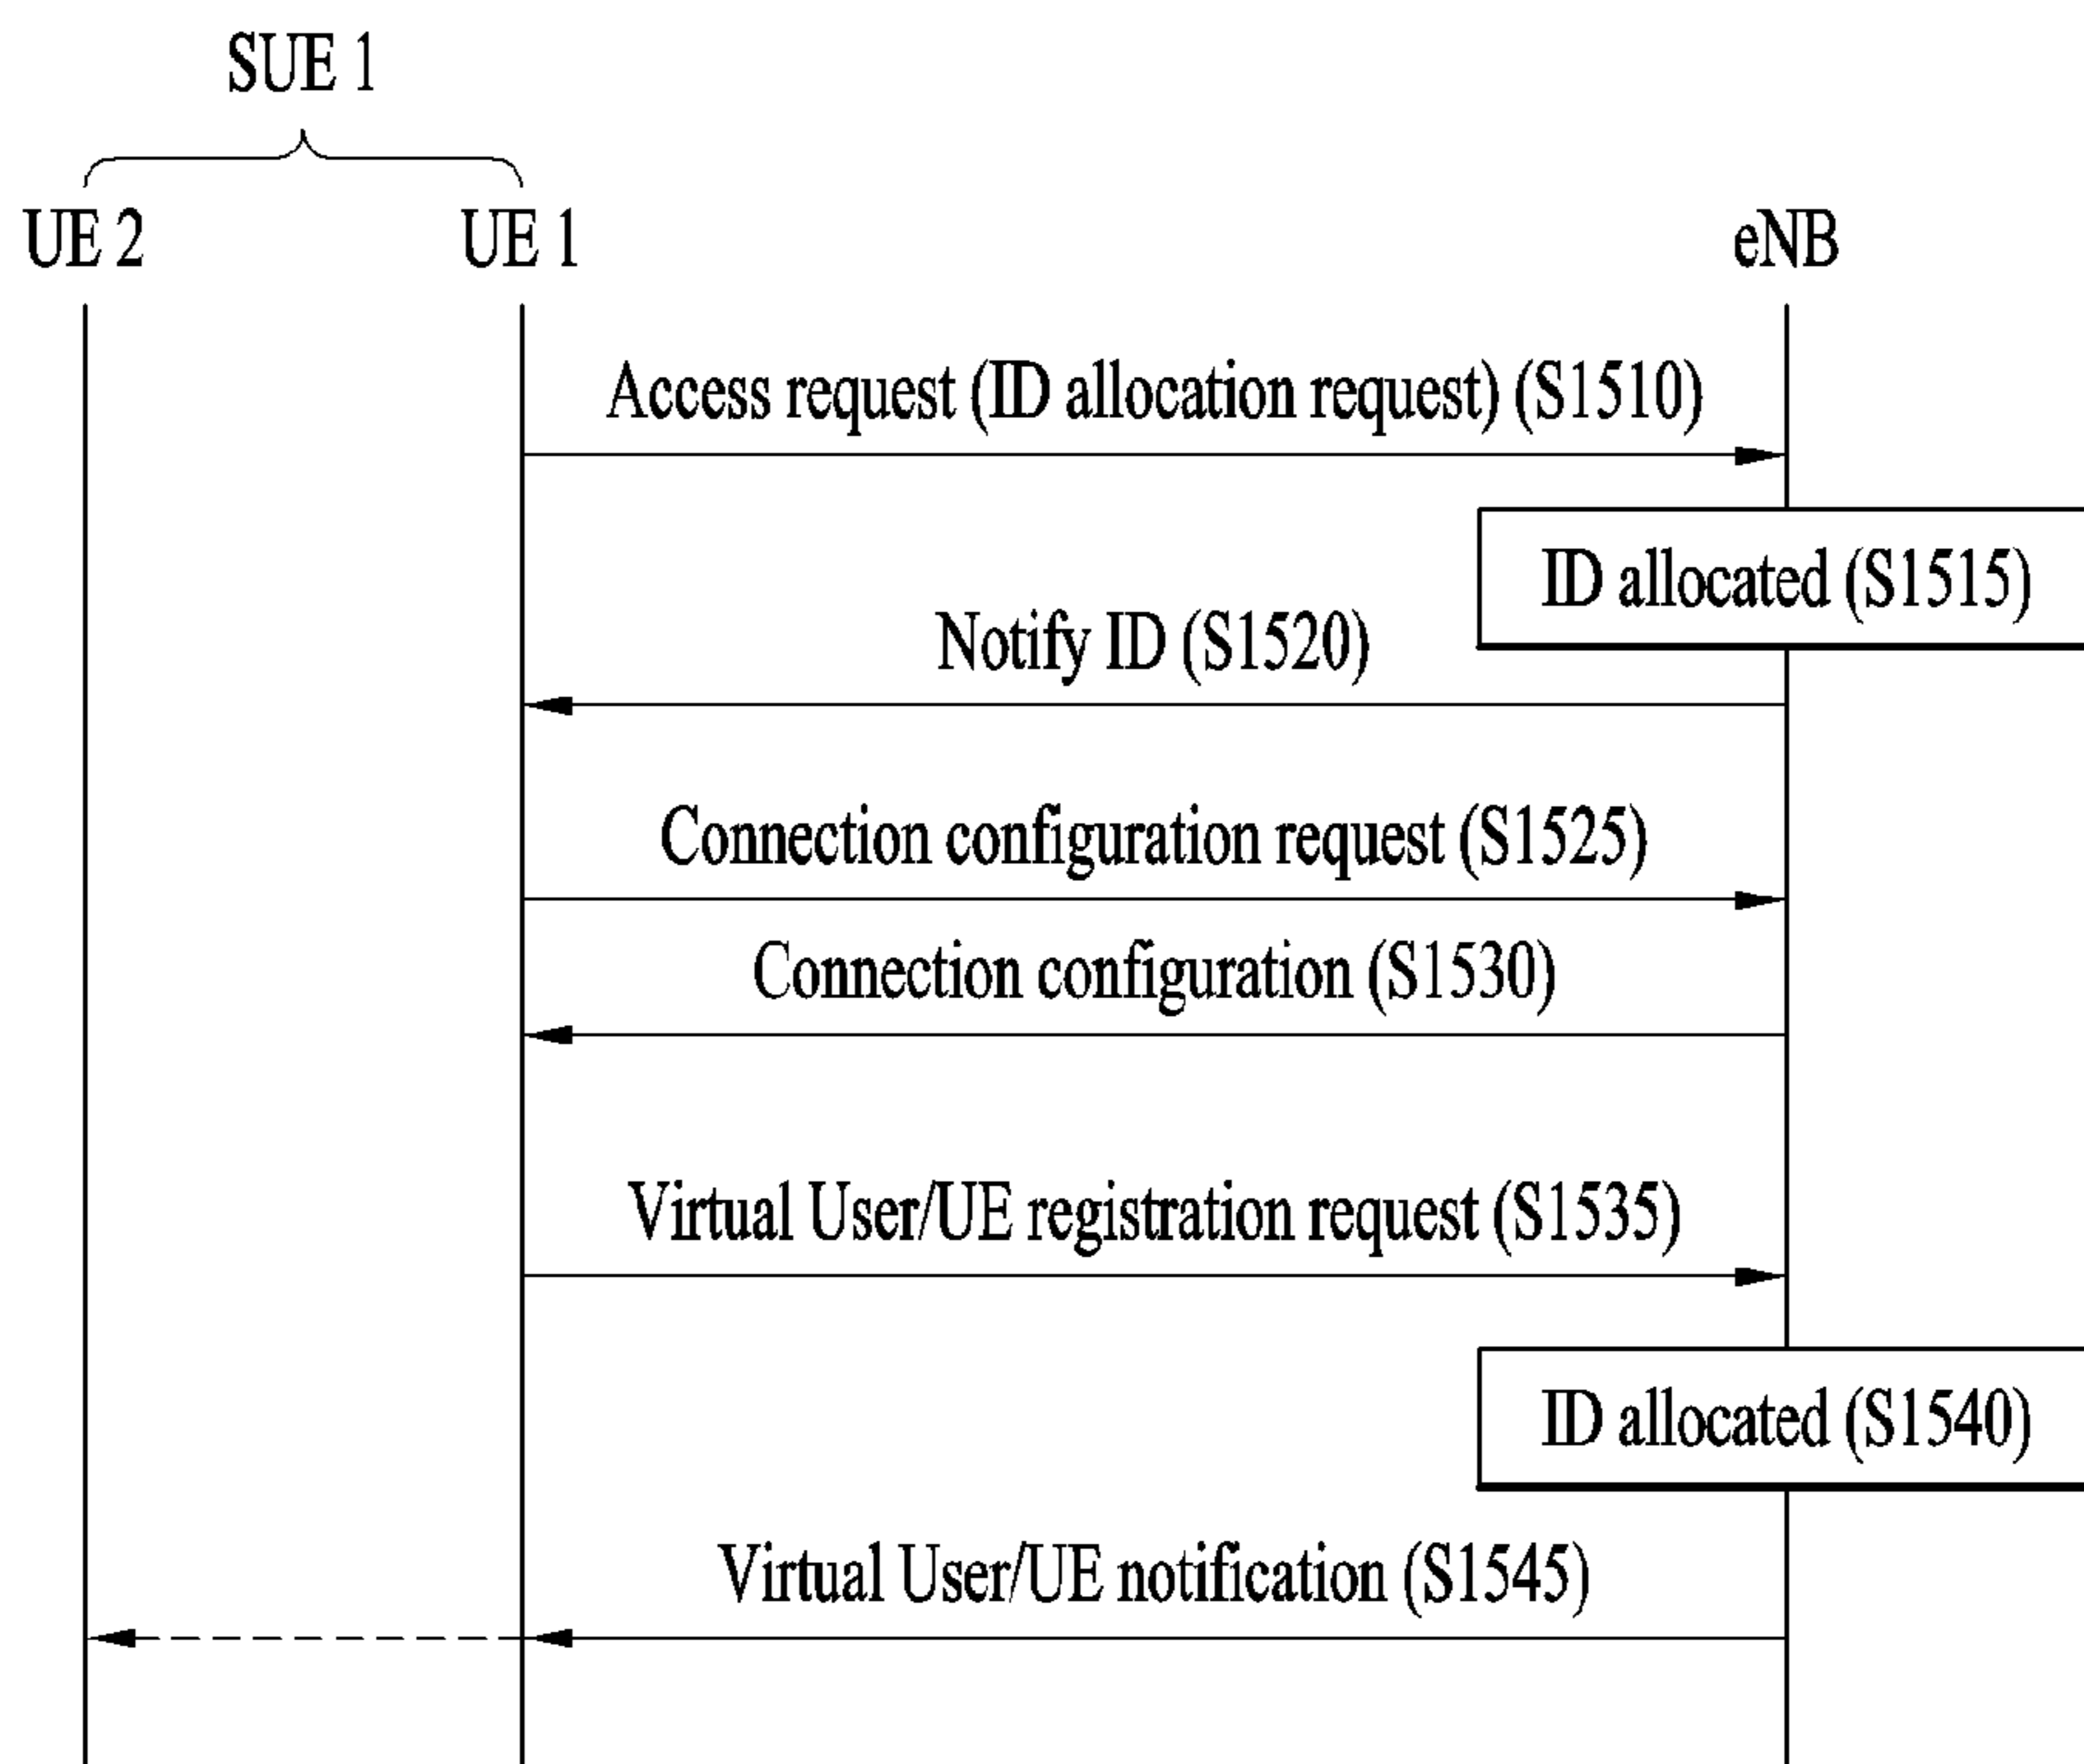 SUE 1
UE 2
UE 1
eNB
Access request (ID allocation request) (S1510)
ID allocated (S1515)
Notify ID (S1520)
Connection configuration request (S1525)
Connection configuration (S1530)
Virtual User/UE registration request (S1535)
ID allocated (S1540)
Virtual User/UE notification (S1545)